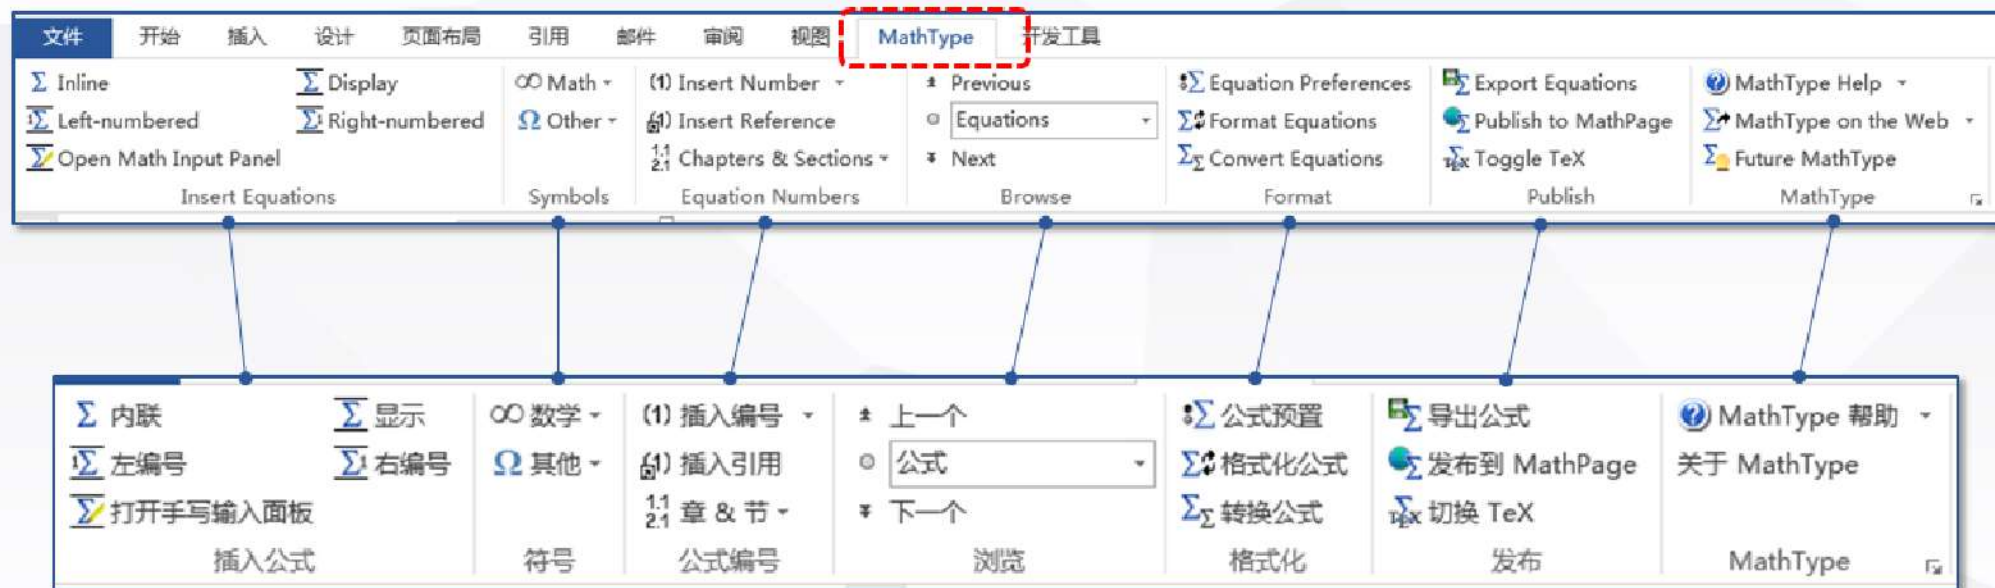 文件 开始 插入 设计 页面布局 引用 邮件 审阅 视图 MathType 开发工具
Σ Inline Σ Display ∞ Math (1) Insert Number Previous Equation Preferences Export Equations MathType Help
Left-numbered Right-numbered Ω Other Insert Reference Equations Format Equations Publish to MathPage MathType on the Web
Open Math Input Panel Chapters & Sections Next Convert Equations Toggle TeX Future MathType
Insert Equations Symbols Equation Numbers Browse Format Publish MathType
Σ 内联 Σ 显示 ∞ 数学 (1) 插入编号 上一个 公式预置 导出公式 MathType 帮助
左编号 右编号 Ω 其他 插入引用 公式 格式化公式 发布到 MathPage 关于 MathType
打开手写输入面板 章 & 节 下一个 转换公式 切换 TeX
插入公式 符号 公式编号 浏览 格式化 发布 MathType